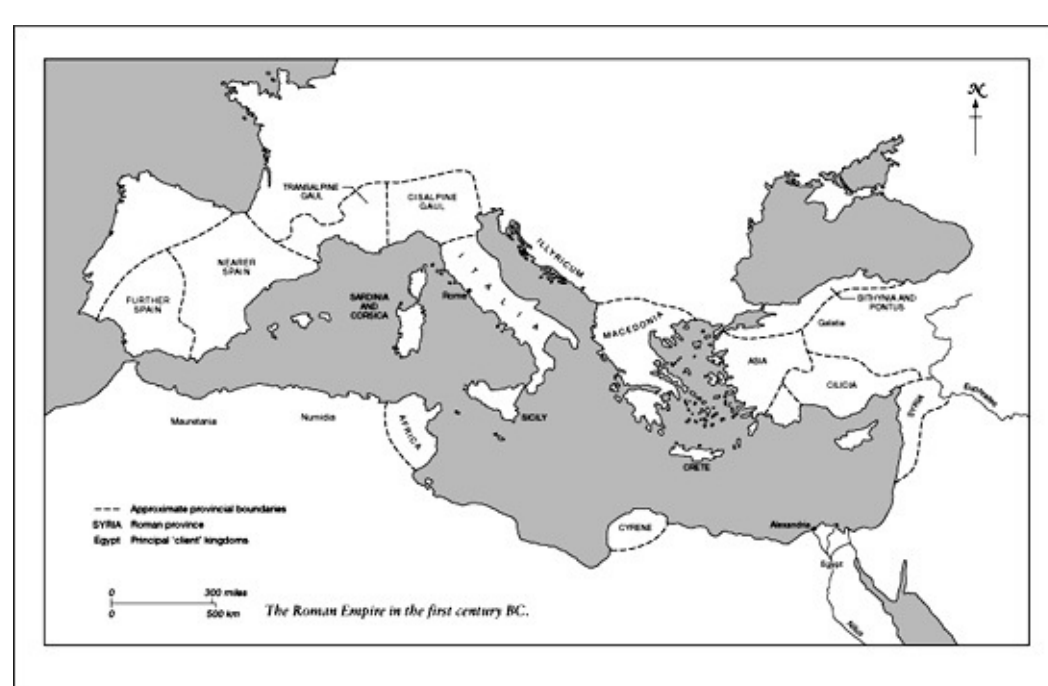 N
TRANSALPINE
GAUL
CISALPINE
GAUL
NEARER
SPAIN
FURTHER
SPAIN
ILLYRICUM
ITALIA
Rome
SARDINIA
AND
CORSICA
MACEDONIA
BITHYNIA AND
PONTUS
Galatia
ASIA
CILICIA
SYRIA
Euphrates
Mauretania
Numidia
AFRICA
SICILY
CRETE
CYRENE
Alexandria
Egypt
Nilus
Approximate provincial boundaries
SYRIA Roman province
Egypt Principal 'client' kingdoms
0 300 miles
0 500 km
The Roman Empire in the first century BC.